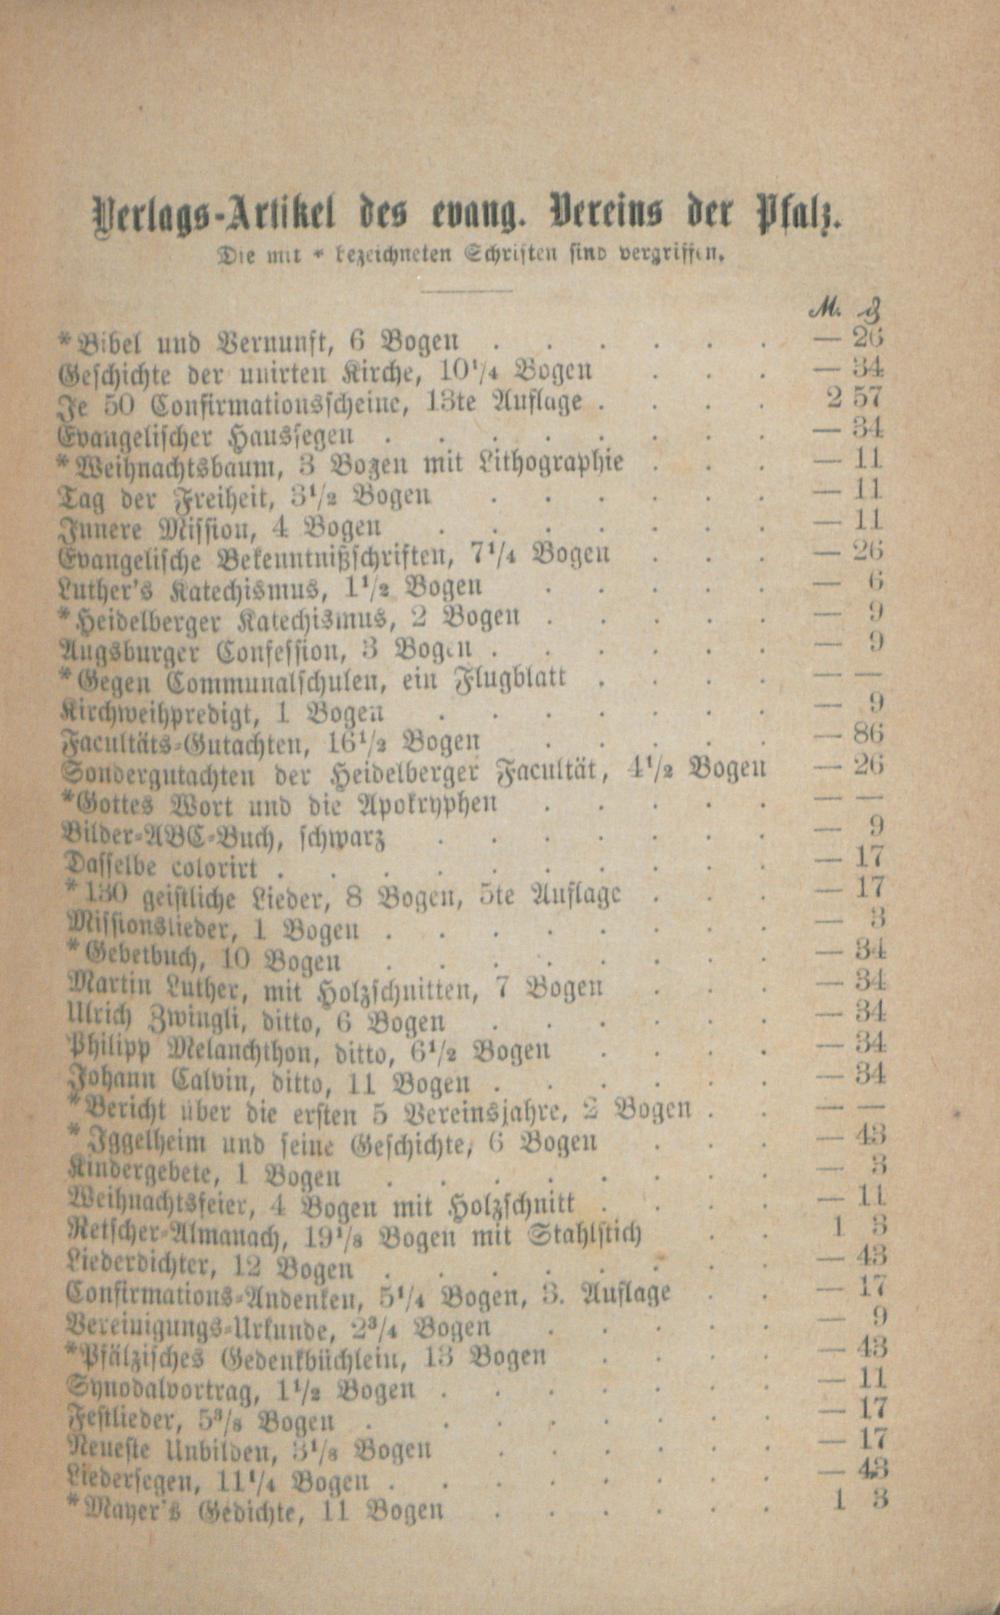 Verlags-Artikel des evang. Vereins der Pfalz.
Die mit * bezeichneten Schriften sind vergriffen.
M. ₰
*Bibel und Vernunft, 6 Bogen . . . . . . — 26
Geschichte der unirten Kirche, 10¹/₄ Bogen . . . — 34
Je 50 Confirmationsscheine, 13te Auflage . . . . 2 57
Evangelischer Haussegen . . . . . . . . — 34
*Weihnachtsbaum, 3 Bogen mit Lithographie . . . — 11
Tag der Freiheit, 3¹/₂ Bogen . . . . . . — 11
Innere Mission, 4 Bogen . . . . . . . — 11
Evangelische Bekenntnißschriften, 7¹/₄ Bogen . . . — 26
Luther's Katechismus, 1¹/₂ Bogen . . . . . — 6
*Heidelberger Katechismus, 2 Bogen . . . . . — 9
Augsburger Confession, 3 Bogen . . . . . . — 9
*Gegen Communalschulen, ein Flugblatt . . . . — —
Kirchweihpredigt, 1 Bogen . . . . . . . — 9
Facultäts-Gutachten, 16¹/₂ Bogen . . . . . — 86
Sondergutachten der Heidelberger Facultät, 4¹/₂ Bogen — 26
*Gottes Wort und die Apokryphen . . . . . — —
Bilder-ABC-Buch, schwarz . . . . . . . — 9
Dasselbe colorirt . . . . . . . . . . — 17
*130 geistliche Lieder, 8 Bogen, 5te Auflage . . . — 17
Missionslieder, 1 Bogen . . . . . . . . — 3
*Gebetbuch, 10 Bogen . . . . . . . . — 34
Martin Luther, mit Holzschnitten, 7 Bogen . . . — 34
Ulrich Zwingli, ditto, 6 Bogen . . . . . . — 34
Philipp Melanchthon, ditto, 6¹/₂ Bogen . . . . — 34
Johann Calvin, ditto, 11 Bogen . . . . . . — 34
*Bericht über die ersten 5 Vereinsjahre, 2 Bogen . . — —
*Iggelheim und seine Geschichte, 6 Bogen . . . — 43
Kindergebete, 1 Bogen . . . . . . . . — 3
Weihnachtsfeier, 4 Bogen mit Holzschnitt . . . . — 11
Retscher-Almanach, 19¹/₈ Bogen mit Stahlstich . . 1 3
Liederdichter, 12 Bogen . . . . . . . . — 43
Confirmations-Andenken, 5¹/₄ Bogen, 3. Auflage . . — 17
Vereinigungs-Urkunde, 2³/₄ Bogen . . . . . — 9
*Pfälzisches Gedenkbüchlein, 13 Bogen . . . . — 43
Synodalvortrag, 1¹/₂ Bogen . . . . . . . — 11
Festlieder, 5³/₈ Bogen . . . . . . . . — 17
Neueste Unbilden, 3¹/₈ Bogen . . . . . . — 17
Liedersegen, 11¹/₄ Bogen . . . . . . . . — 43
*Mayer's Gedichte, 11 Bogen . . . . . . 1 3